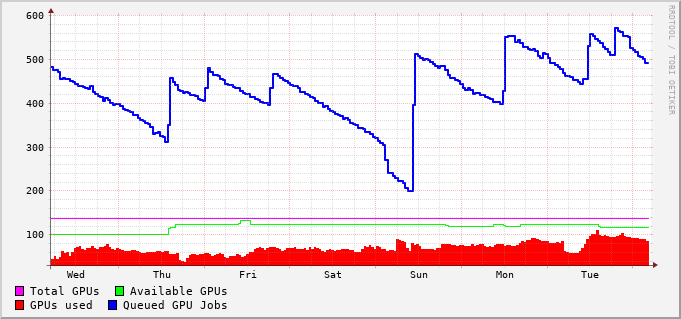 600
500
400
300
200
100
Wed Thu Fri Sat Sun Mon Tue
Total GPUs Available GPUs
GPUs used Queued GPU Jobs
RRDTOOL / TOBI OETIKER